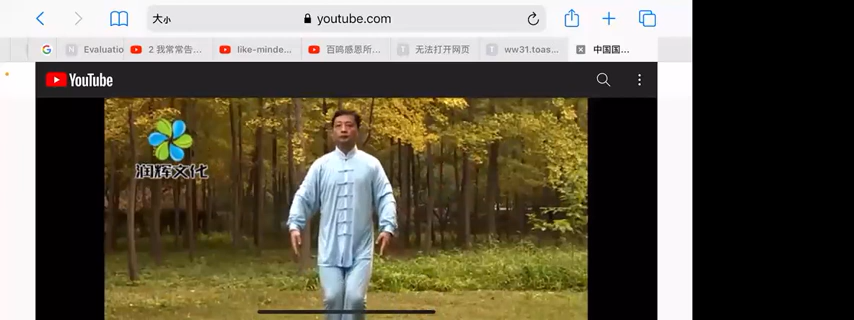 大小 youtube.com
G N Evaluatio 2 我常常告... like-minde... 百鸣感恩所... T 无法打开网页 T ww31.toas... 中国国...
YouTube
润辉文化